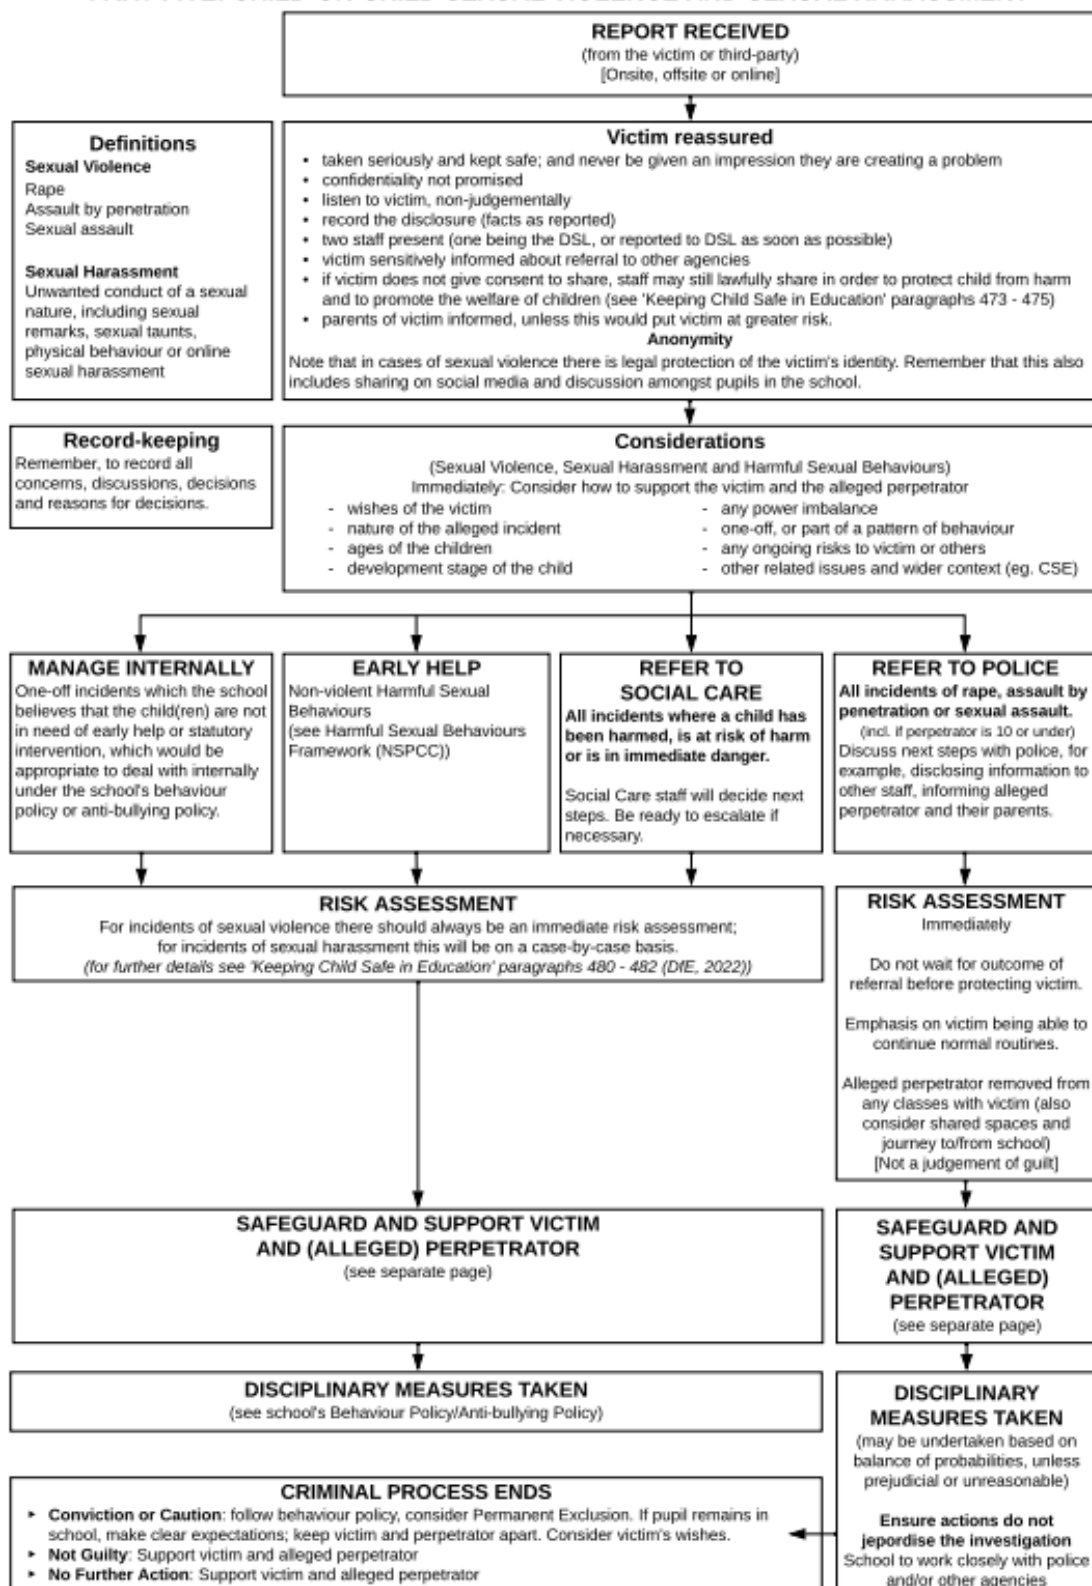 REPORT RECEIVED
(from the victim or third-party)
[Onsite, offsite or online]
Definitions
Sexual Violence
Rape
Assault by penetration
Sexual assault
Sexual Harassment
Unwanted conduct of a sexual
nature, including sexual
remarks, sexual taunts,
physical behaviour or online
sexual harassment
Victim reassured
• taken seriously and kept safe; and never be given an impression they are creating a problem
• confidentiality not promised
• listen to victim, non-judgementally
• record the disclosure (facts as reported)
• two staff present (one being the DSL, or reported to DSL as soon as possible)
• victim sensitively informed about referral to other agencies
• if victim does not give consent to share, staff may still lawfully share in order to protect child from harm
and to promote the welfare of children (see 'Keeping Child Safe in Education' paragraphs 473 - 475)
• parents of victim informed, unless this would put victim at greater risk.
Anonymity
Note that in cases of sexual violence there is legal protection of the victim's identity. Remember that this also
includes sharing on social media and discussion amongst pupils in the school.
Record-keeping
Remember, to record all
concerns, discussions, decisions
and reasons for decisions.
Considerations
(Sexual Violence, Sexual Harassment and Harmful Sexual Behaviours)
Immediately: Consider how to support the victim and the alleged perpetrator
- wishes of the victim
- nature of the alleged incident
- ages of the children
- development stage of the child
- any power imbalance
- one-off, or part of a pattern of behaviour
- any ongoing risks to victim or others
- other related issues and wider context (eg. CSE)
MANAGE INTERNALLY
One-off incidents which the school
believes that the child(ren) are not
in need of early help or statutory
intervention, which would be
appropriate to deal with internally
under the school's behaviour
policy or anti-bullying policy.
EARLY HELP
Non-violent Harmful Sexual
Behaviours
(see Harmful Sexual Behaviours
Framework (NSPCC))
REFER TO
SOCIAL CARE
All incidents where a child has
been harmed, is at risk of harm
or is in immediate danger.
Social Care staff will decide next
steps. Be ready to escalate if
necessary.
REFER TO POLICE
All incidents of rape, assault by
penetration or sexual assault.
(incl. if perpetrator is 10 or under)
Discuss next steps with police, for
example, disclosing information to
other staff, informing alleged
perpetrator and their parents.
RISK ASSESSMENT
For incidents of sexual violence there should always be an immediate risk assessment;
for incidents of sexual harassment this will be on a case-by-case basis.
(for further details see 'Keeping Child Safe in Education' paragraphs 480 - 482 (DfE, 2022))
RISK ASSESSMENT
Immediately
Do not wait for outcome of
referral before protecting victim.
Emphasis on victim being able to
continue normal routines.
Alleged perpetrator removed from
any classes with victim (also
consider shared spaces and
journey to/from school)
[Not a judgement of guilt]
SAFEGUARD AND SUPPORT VICTIM
AND (ALLEGED) PERPETRATOR
(see separate page)
SAFEGUARD AND
SUPPORT VICTIM
AND (ALLEGED)
PERPETRATOR
(see separate page)
DISCIPLINARY MEASURES TAKEN
(see school's Behaviour Policy/Anti-bullying Policy)
DISCIPLINARY
MEASURES TAKEN
(may be undertaken based on
balance of probabilities, unless
prejudicial or unreasonable)
Ensure actions do not
jepordise the investigation
School to work closely with police
and/or other agencies
CRIMINAL PROCESS ENDS
► Conviction or Caution: follow behaviour policy, consider Permanent Exclusion. If pupil remains in
school, make clear expectations; keep victim and perpetrator apart. Consider victim's wishes.
► Not Guilty: Support victim and alleged perpetrator
► No Further Action: Support victim and alleged perpetrator